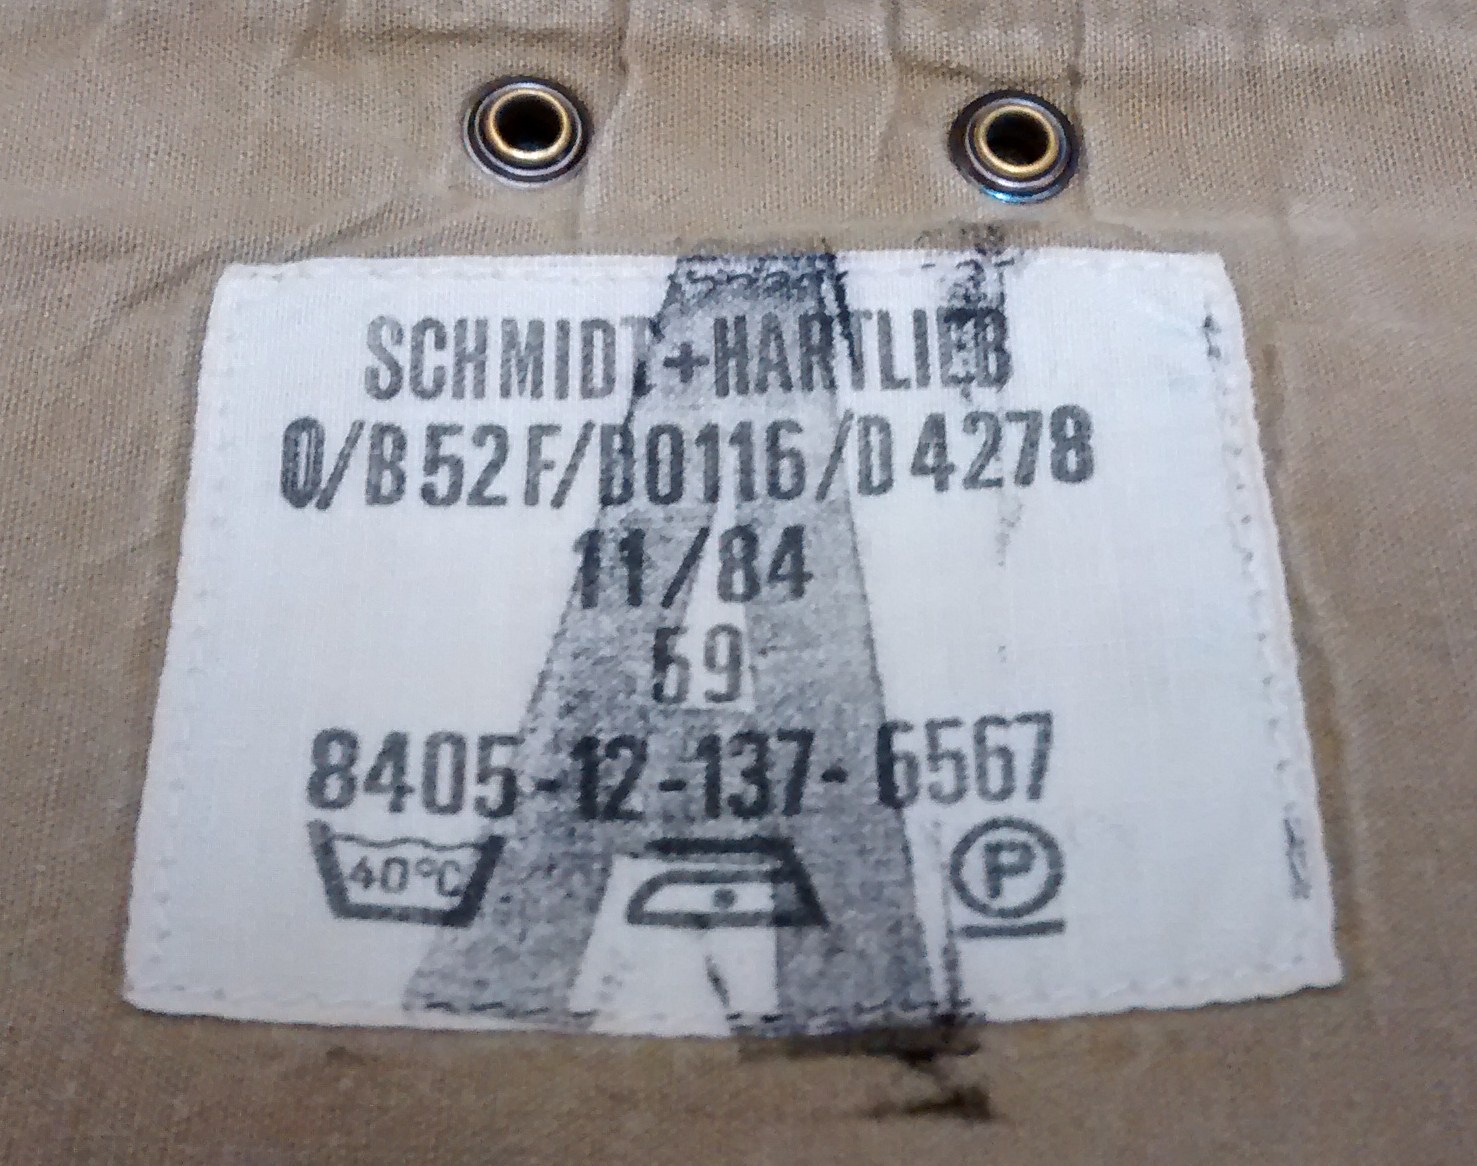 SCHMIDT+HARTLIEB
0/B52F/B0116/D4278
11/84
59
8405-12-137-6567
40°C
P
A